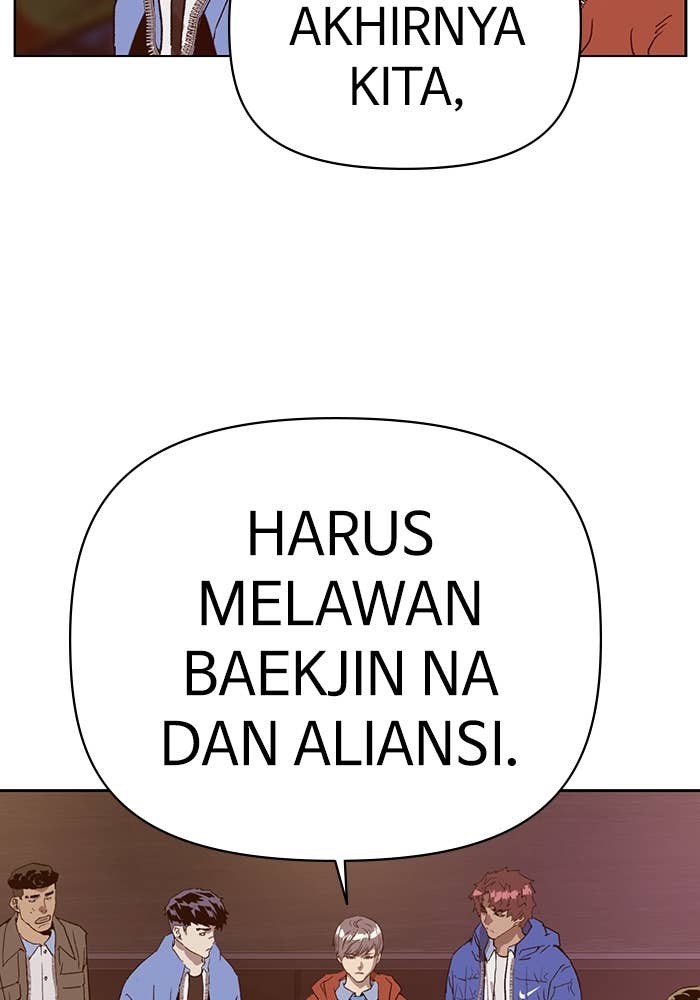 AKHIRNYA
KITA,
HARUS
MELAWAN
BAEKJIN NA
DAN ALIANSI.